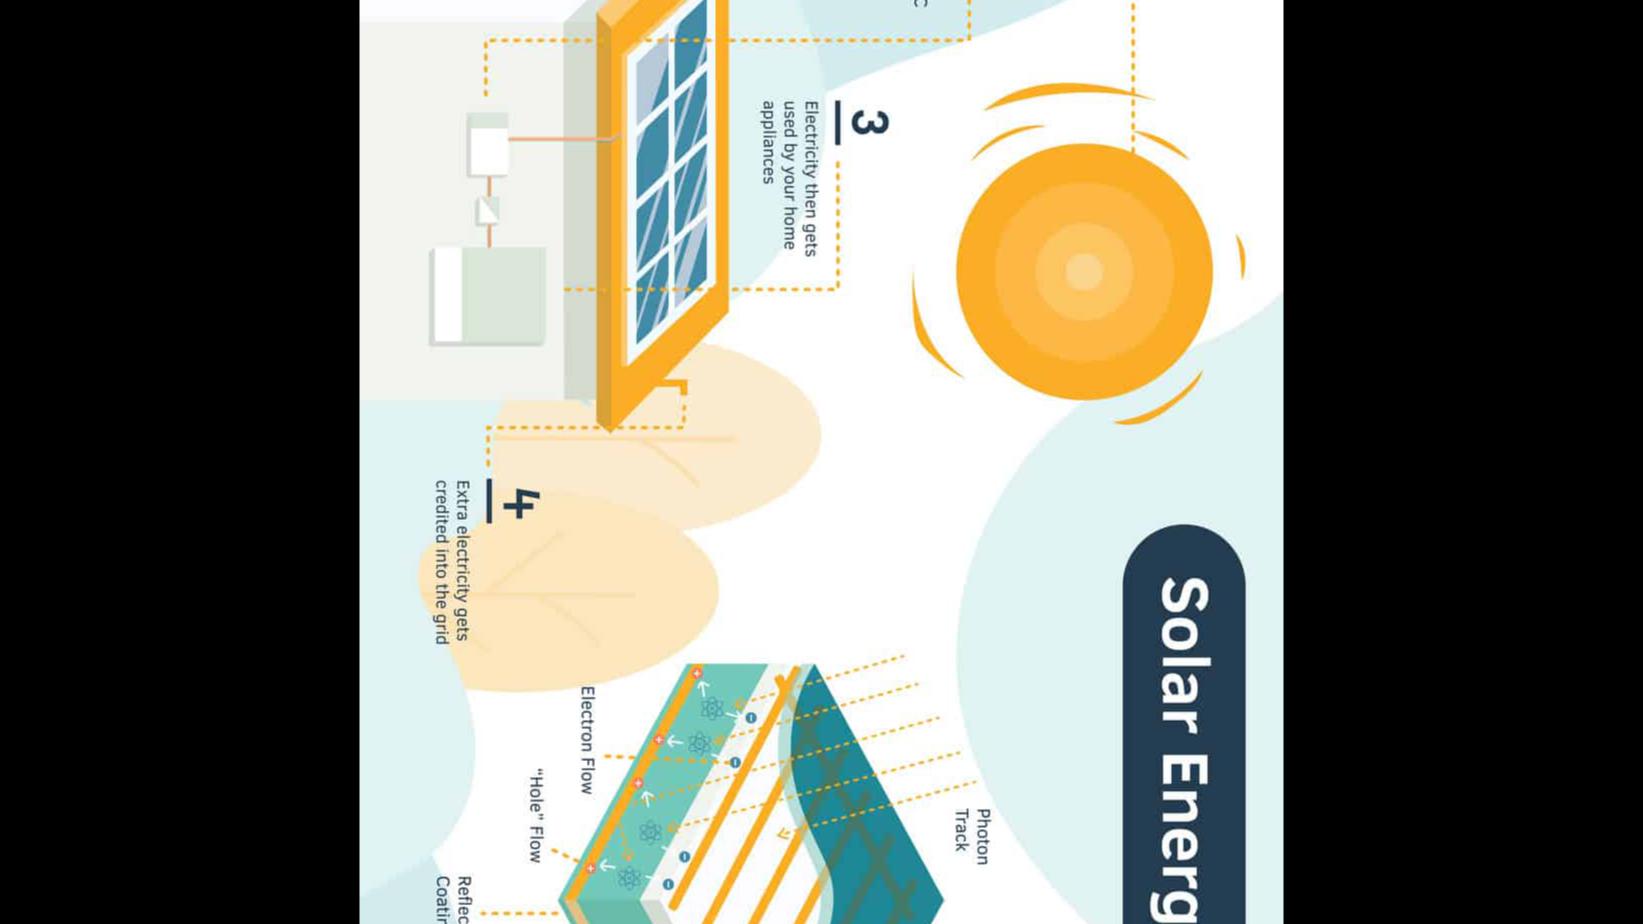 Solar Energ
3
Electricity then gets
used by your home
appliances
4
Extra electricity gets
credited into the grid
Photon
Track
Electron Flow
"Hole" Flow
Reflec
Coatin